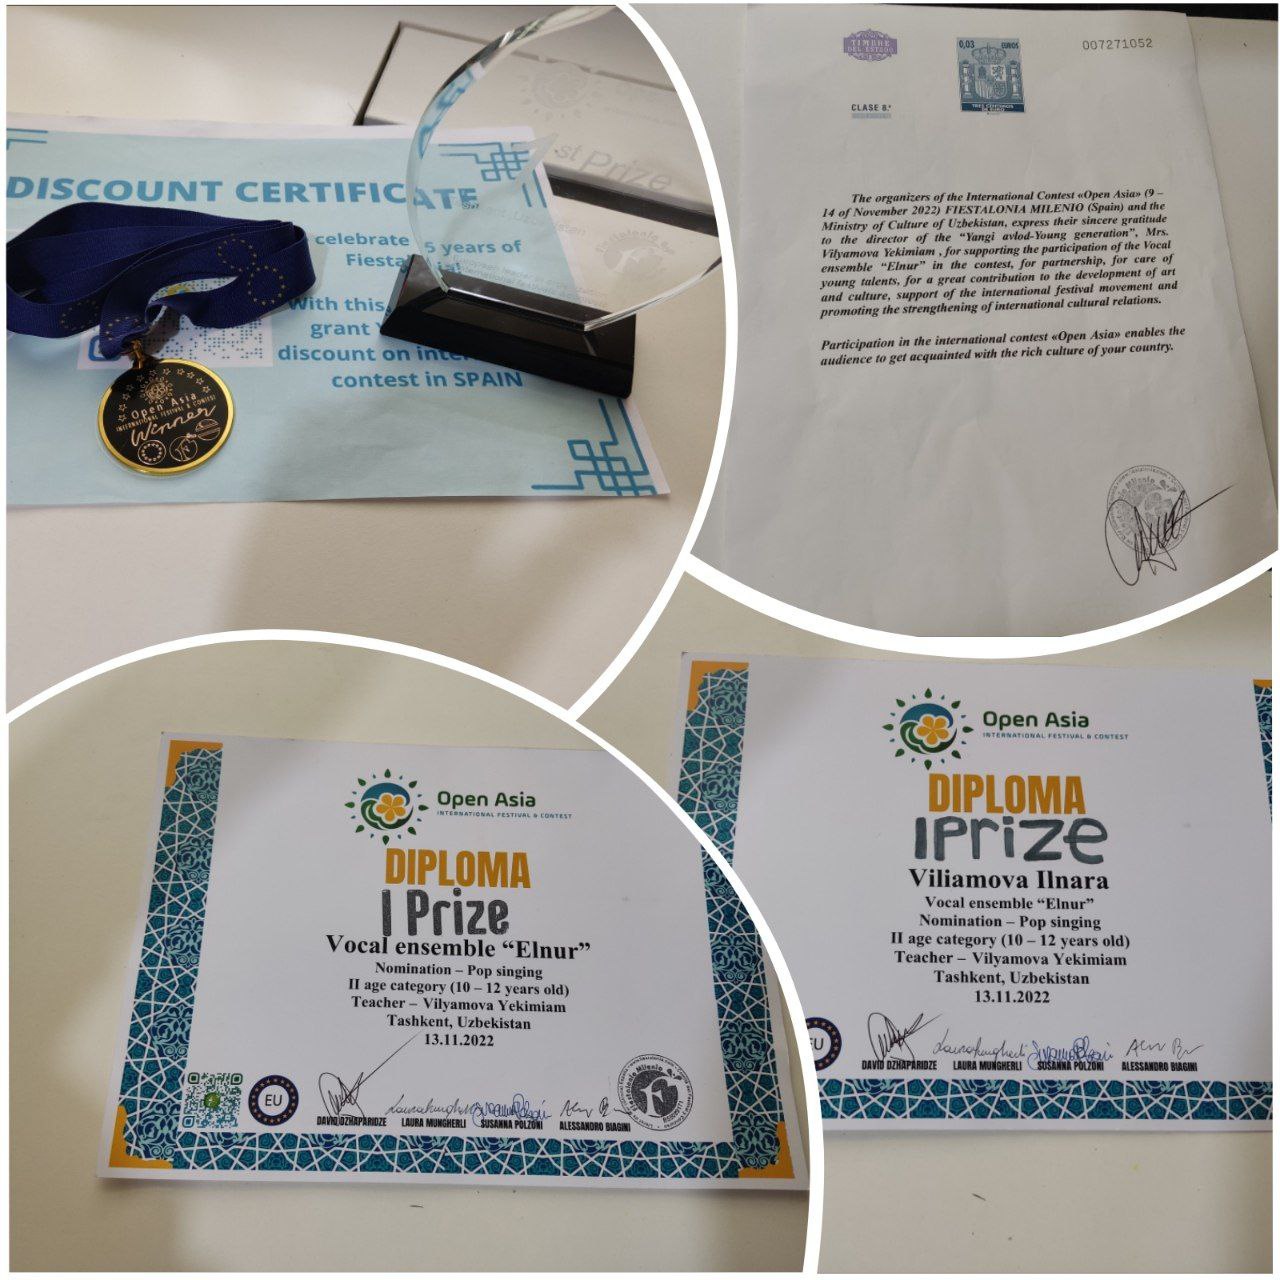 DISCOUNT CERTIFICATE
celebrate 5 years of
With this
grant
discount on
contest in SPAIN
st Prize
Open Asia
INTERNATIONAL FESTIVAL & CONTEST
Winner
TIMBRE
DEL ESTADO
0,03 EUROS
TRES CENTIMOS
DE EURO
007271052
CLASE 8.ª
The organizers of the International Contest «Open Asia» (9 –
14 of November 2022) FIESTALONIA MILENIO (Spain) and the
Ministry of Culture of Uzbekistan, express their sincere gratitude
to the director of the "Yangi avlod-Young generation", Mrs.
Vilyamova Yekimiam , for supporting the participation of the Vocal
ensemble "Elnur" in the contest, for partnership, for care of
young talents, for a great contribution to the development of art
and culture, support of the international festival movement and
promoting the strengthening of international cultural relations.
Participation in the international contest «Open Asia» enables the
audience to get acquainted with the rich culture of your country.
Open Asia
INTERNATIONAL FESTIVAL & CONTEST
DIPLOMA
I Prize
Vocal ensemble “Elnur”
Nomination – Pop singing
II age category (10 – 12 years old)
Teacher – Vilyamova Yekimiam
Tashkent, Uzbekistan
13.11.2022
EU
DAVID DZHAPARIDZE LAURA MUNGHERLI SUSANNA POLZONI ALESSANDRO BIAGINI
Open Asia
INTERNATIONAL FESTIVAL & CONTEST
DIPLOMA
I Prize
Viliamova Ilnara
Vocal ensemble “Elnur”
Nomination – Pop singing
II age category (10 – 12 years old)
Teacher – Vilyamova Yekimiam
Tashkent, Uzbekistan
13.11.2022
EU
DAVID DZHAPARIDZE LAURA MUNGHERLI SUSANNA POLZONI ALESSANDRO BIAGINI